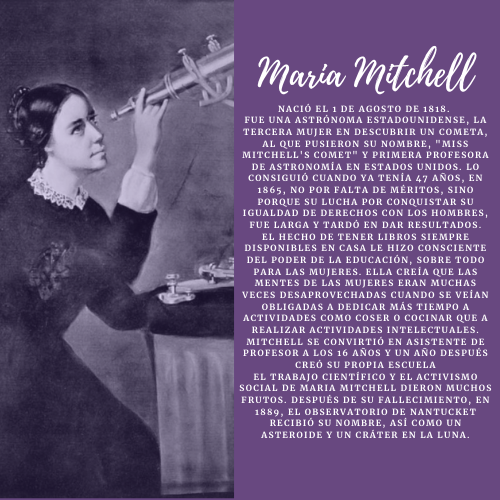 Maria Mitchell
NACIÓ EL 1 DE AGOSTO DE 1818.
FUE UNA ASTRÓNOMA ESTADOUNIDENSE, LA
TERCERA MUJER EN DESCUBRIR UN COMETA,
AL QUE PUSIERON SU NOMBRE, "MISS
MITCHELL'S COMET" Y PRIMERA PROFESORA
DE ASTRONOMÍA EN ESTADOS UNIDOS. LO
CONSIGUIÓ CUANDO YA TENÍA 47 AÑOS, EN
1865, NO POR FALTA DE MÉRITOS, SINO
PORQUE SU LUCHA POR CONQUISTAR SU
IGUALDAD DE DERECHOS CON LOS HOMBRES,
FUE LARGA Y TARDÓ EN DAR RESULTADOS.
EL HECHO DE TENER LIBROS SIEMPRE
DISPONIBLES EN CASA LE HIZO CONSCIENTE
DEL PODER DE LA EDUCACIÓN, SOBRE TODO
PARA LAS MUJERES. ELLA CREÍA QUE LAS
MENTES DE LAS MUJERES ERAN MUCHAS
VECES DESAPROVECHADAS CUANDO SE VEÍAN
OBLIGADAS A DEDICAR MÁS TIEMPO A
ACTIVIDADES COMO COSER O COCINAR QUE A
REALIZAR ACTIVIDADES INTELECTUALES.
MITCHELL SE CONVIRTIÓ EN ASISTENTE DE
PROFESOR A LOS 16 AÑOS Y UN AÑO DESPUÉS
CREÓ SU PROPIA ESCUELA
EL TRABAJO CIENTÍFICO Y EL ACTIVISMO
SOCIAL DE MARIA MITCHELL DIERON MUCHOS
FRUTOS. DESPUÉS DE SU FALLECIMIENTO, EN
1889, EL OBSERVATORIO DE NANTUCKET
RECIBIÓ SU NOMBRE, ASÍ COMO UN
ASTEROIDE Y UN CRÁTER EN LA LUNA.